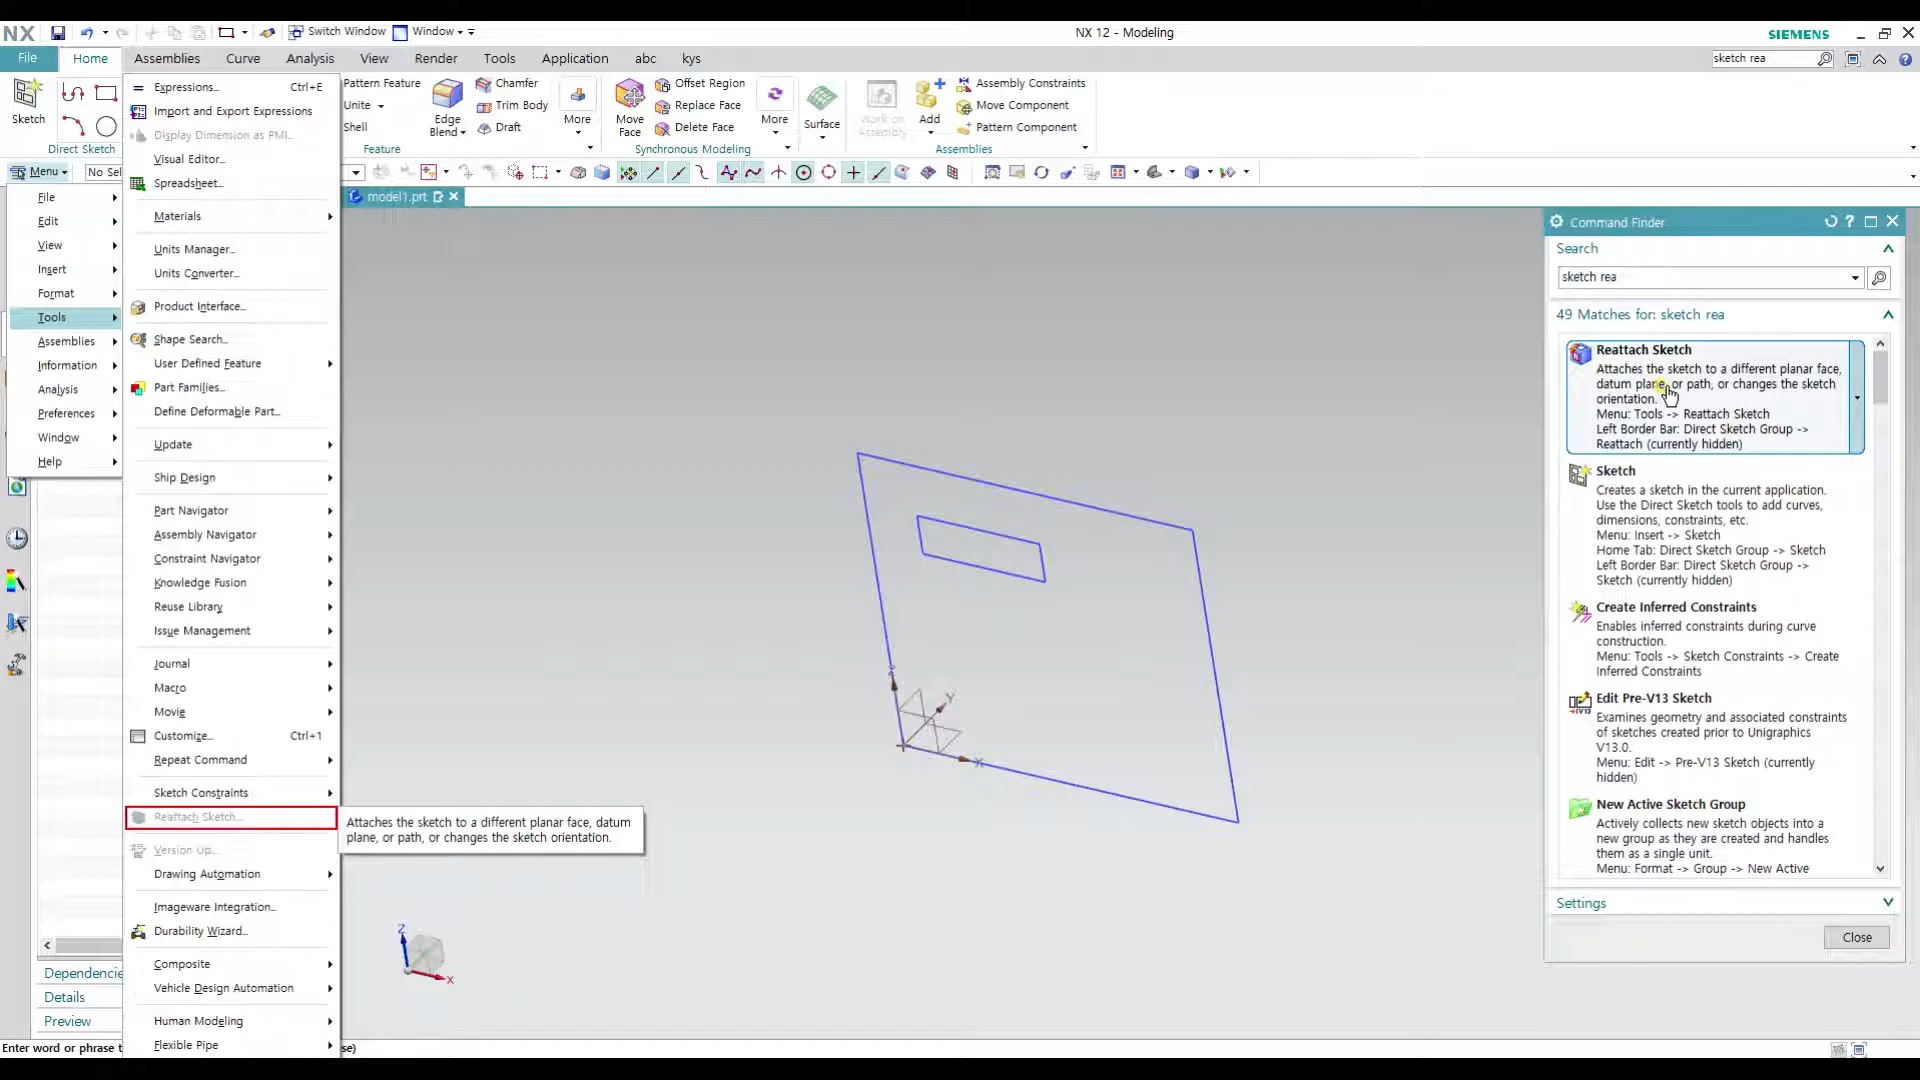 NX
Switch Window
Window
NX 12 - Modeling
SIEMENS
File
Home
Assemblies
Curve
Analysis
View
Render
Tools
Application
abc
kys
sketch rea
Sketch
Direct Sketch
Pattern Feature
Unite
Shell
Edge
Blend
Chamfer
Trim Body
Draft
More
Feature
Move
Face
Offset Region
Replace Face
Delete Face
More
Synchronous Modeling
Surface
Work on
Assembly
Add
Assembly Constraints
Move Component
Pattern Component
Assemblies
Menu
No Sel
model1.prt
File
Edit
View
Insert
Format
Tools
Assemblies
Information
Analysis
Preferences
Window
Help
Expressions... Ctrl+E
Import and Export Expressions
Display Dimension as PMI...
Visual Editor...
Spreadsheet...
Materials
Units Manager...
Units Converter...
Product Interface...
Shape Search...
User Defined Feature
Part Families...
Define Deformable Part...
Update
Ship Design
Part Navigator
Assembly Navigator
Constraint Navigator
Knowledge Fusion
Reuse Library
Issue Management
Journal
Macro
Movie
Customize... Ctrl+1
Repeat Command
Sketch Constraints
Reattach Sketch...
Version Up...
Drawing Automation
Imageware Integration...
Durability Wizard...
Composite
Vehicle Design Automation
Human Modeling
Flexible Pipe
Attaches the sketch to a different planar face, datum
plane, or path, or changes the sketch orientation.
Dependencie
Details
Preview
Enter word or phrase t
se)
Y
X
Z
X
Command Finder
Search
sketch rea
49 Matches for: sketch rea
Reattach Sketch
Attaches the sketch to a different planar face,
datum plane, or path, or changes the sketch
orientation.
Menu: Tools -> Reattach Sketch
Left Border Bar: Direct Sketch Group ->
Reattach (currently hidden)
Sketch
Creates a sketch in the current application.
Use the Direct Sketch tools to add curves,
dimensions, constraints, etc.
Menu: Insert -> Sketch
Home Tab: Direct Sketch Group -> Sketch
Left Border Bar: Direct Sketch Group ->
Sketch (currently hidden)
Create Inferred Constraints
Enables inferred constraints during curve
construction.
Menu: Tools -> Sketch Constraints -> Create
Inferred Constraints
Edit Pre-V13 Sketch
Examines geometry and associated constraints
of sketches created prior to Unigraphics
V13.0.
Menu: Edit -> Pre-V13 Sketch (currently
hidden)
New Active Sketch Group
Actively collects new sketch objects into a
new group as they are created and handles
them as a single unit.
Menu: Format -> Group -> New Active
Settings
Close